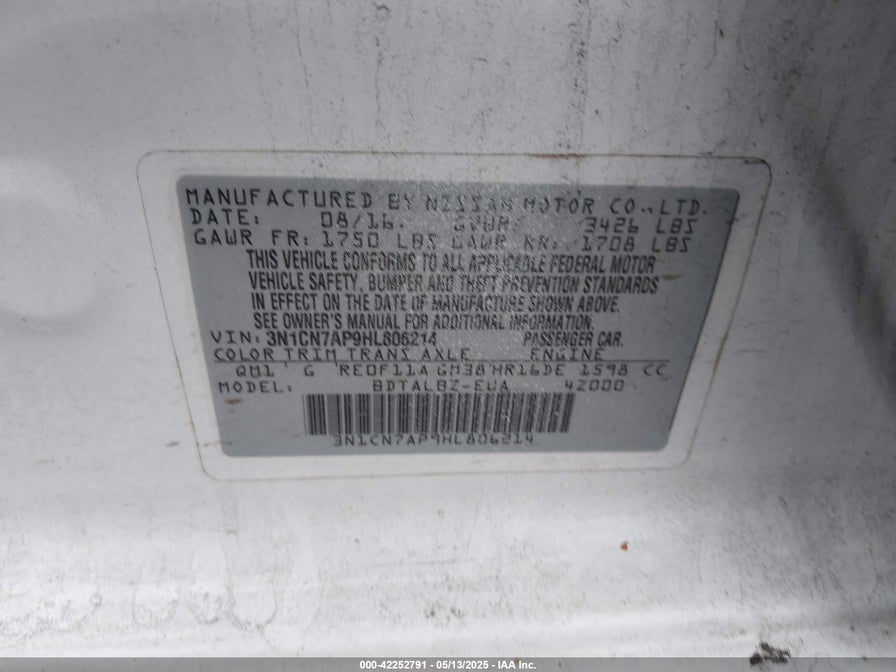 MANUFACTURED BY NISSAN MOTOR CO.,LTD.
DATE: 08/16. GVWR 3426 LBS
GAWR FR: 1750 LBS GAWR RR: 1708 LBS
THIS VEHICLE CONFORMS TO ALL APPLICABLE FEDERAL MOTOR
VEHICLE SAFETY, BUMPER AND THEFT PREVENTION STANDARDS
IN EFFECT ON THE DATE OF MANUFACTURE SHOWN ABOVE.
SEE OWNER'S MANUAL FOR ADDITIONAL INFORMATION.
VIN: 3N1CN7AP9HL806214 PASSENGER CAR.
COLOR TRIM TRANS AXLE ENGINE
QM1 G RE0F11A GM38 HR16DE 1598 CC
MODEL: BDTALBZ-EUA 4Z000
3N1CN7AP9HL806214
000-42252791 - 05/13/2025 - IAA Inc.